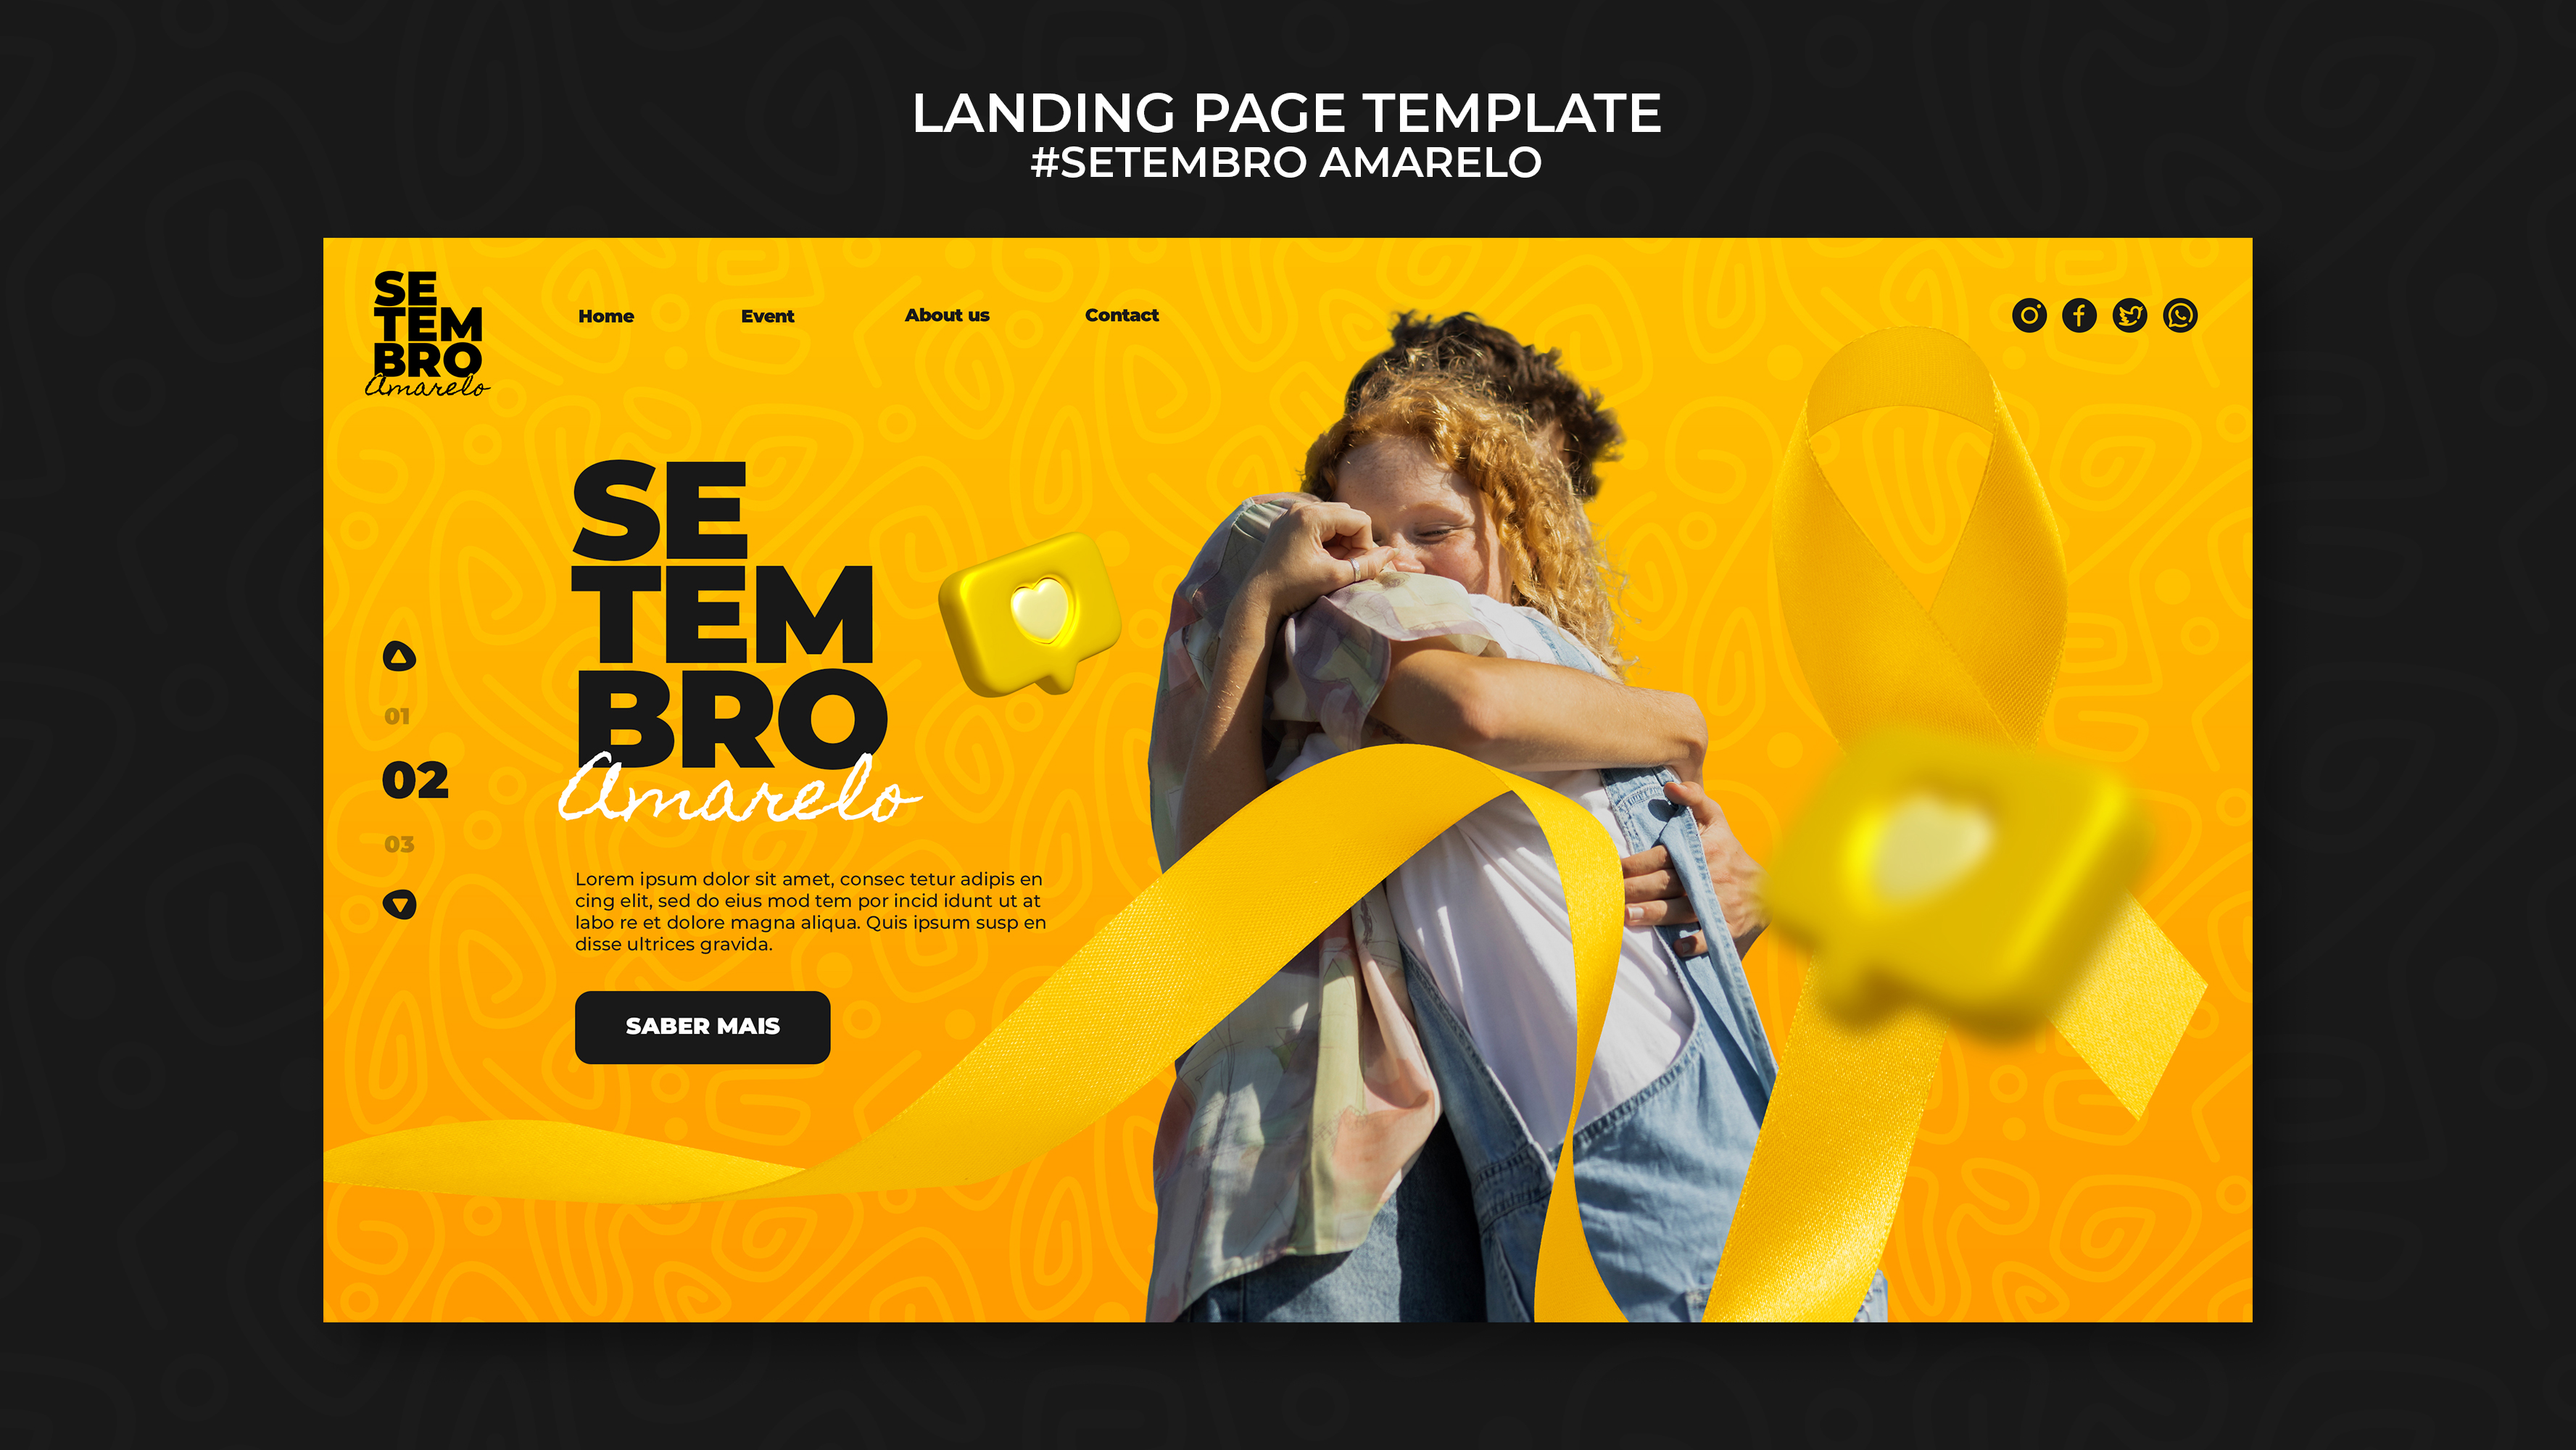 LANDING PAGE TEMPLATE
#SETEMBRO AMARELO
SE
TEM
BRO
Amarelo
Home
Event
About us
Contact
SE
TEM
BRO
Amarelo
01
02
03
Lorem ipsum dolor sit amet, consec tetur adipis en
cing elit, sed do eius mod tem por incid idunt ut at
labo re et dolore magna aliqua. Quis ipsum susp en
disse ultrices gravida.
SABER MAIS